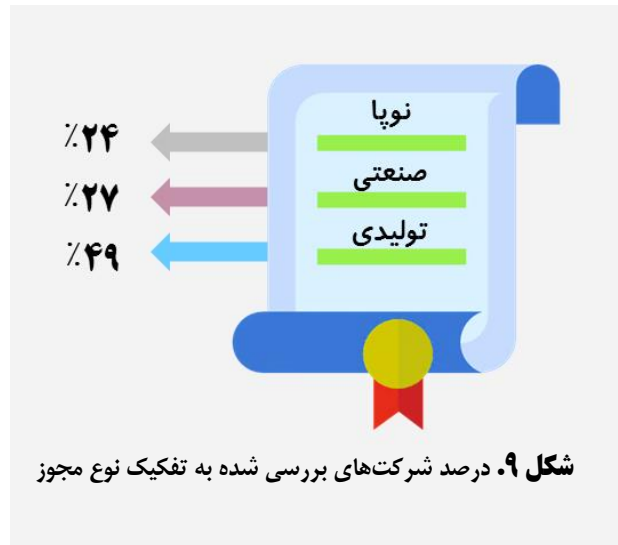 نوپا
٪۲۴
صنعتی
٪۲۷
تولیدی
٪۴۹
شکل ۹. درصد شرکت‌های بررسی شده به تفکیک نوع مجوز